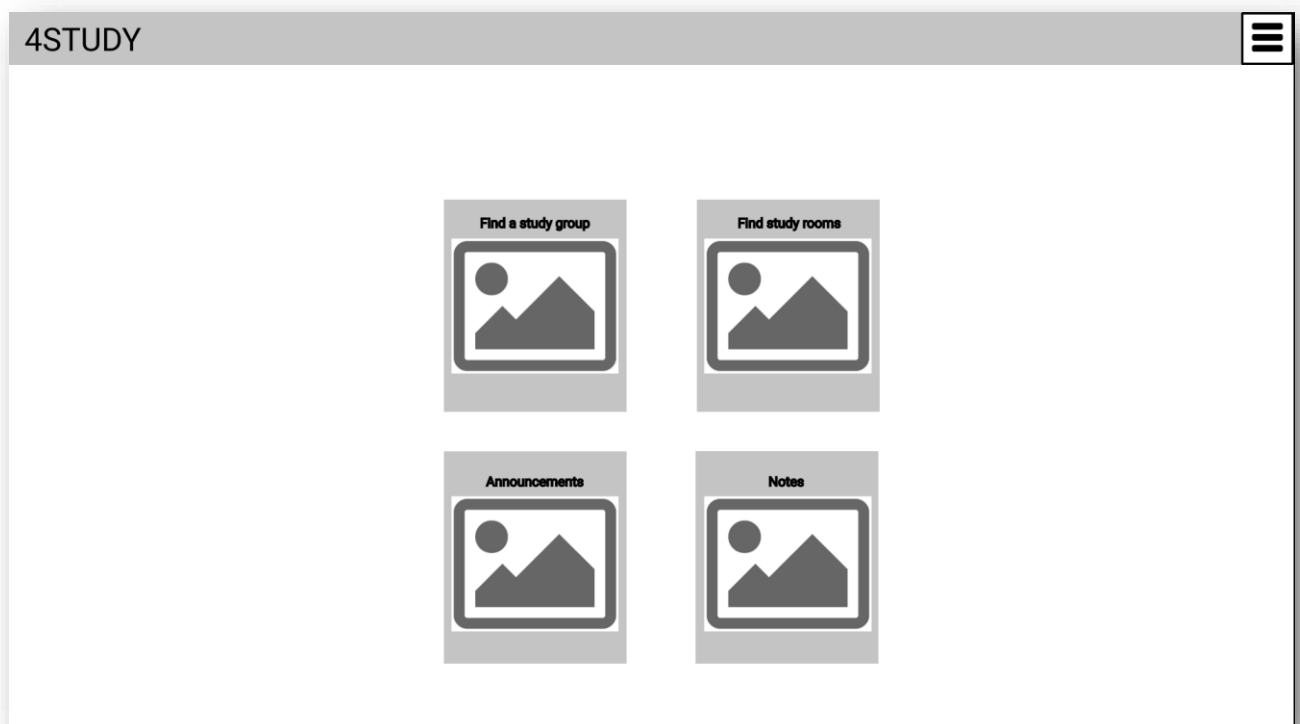 4STUDY
Find a study group
Find study rooms
Announcements
Notes